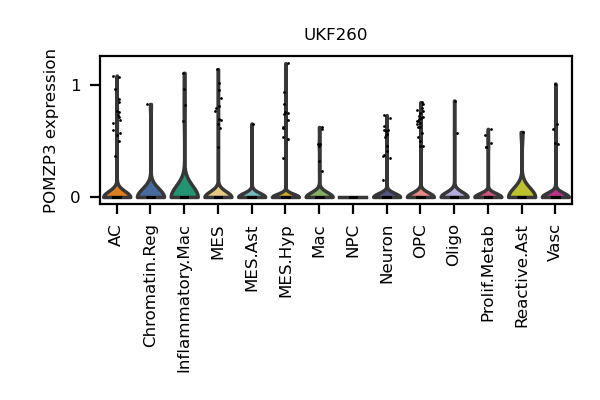 UKF260
POMZP3 expression
1
0
AC
Chromatin.Reg
Inflammatory.Mac
MES
MES.Ast
MES.Hyp
Mac
NPC
Neuron
OPC
Oligo
Prolif.Metab
Reactive.Ast
Vasc